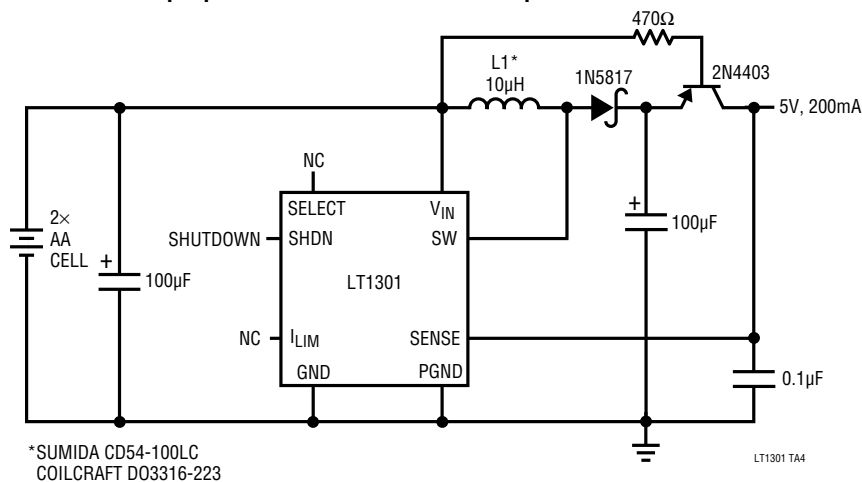 470Ω
L1*
10µH
1N5817
2N4403
5V, 200mA
NC
SELECT
V_IN
2×
AA
CELL
+
100µF
SHUTDOWN
SHDN
SW
+
100µF
LT1301
NC
I_LIM
SENSE
GND
PGND
0.1µF
*SUMIDA CD54-100LC
COILCRAFT DO3316-223
LT1301 TA4